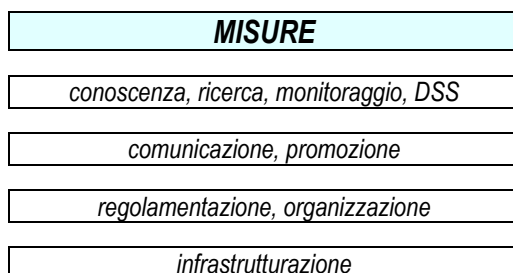 MISURE
conoscenza, ricerca, monitoraggio, DSS
comunicazione, promozione
regolamentazione, organizzazione
infrastrutturazione